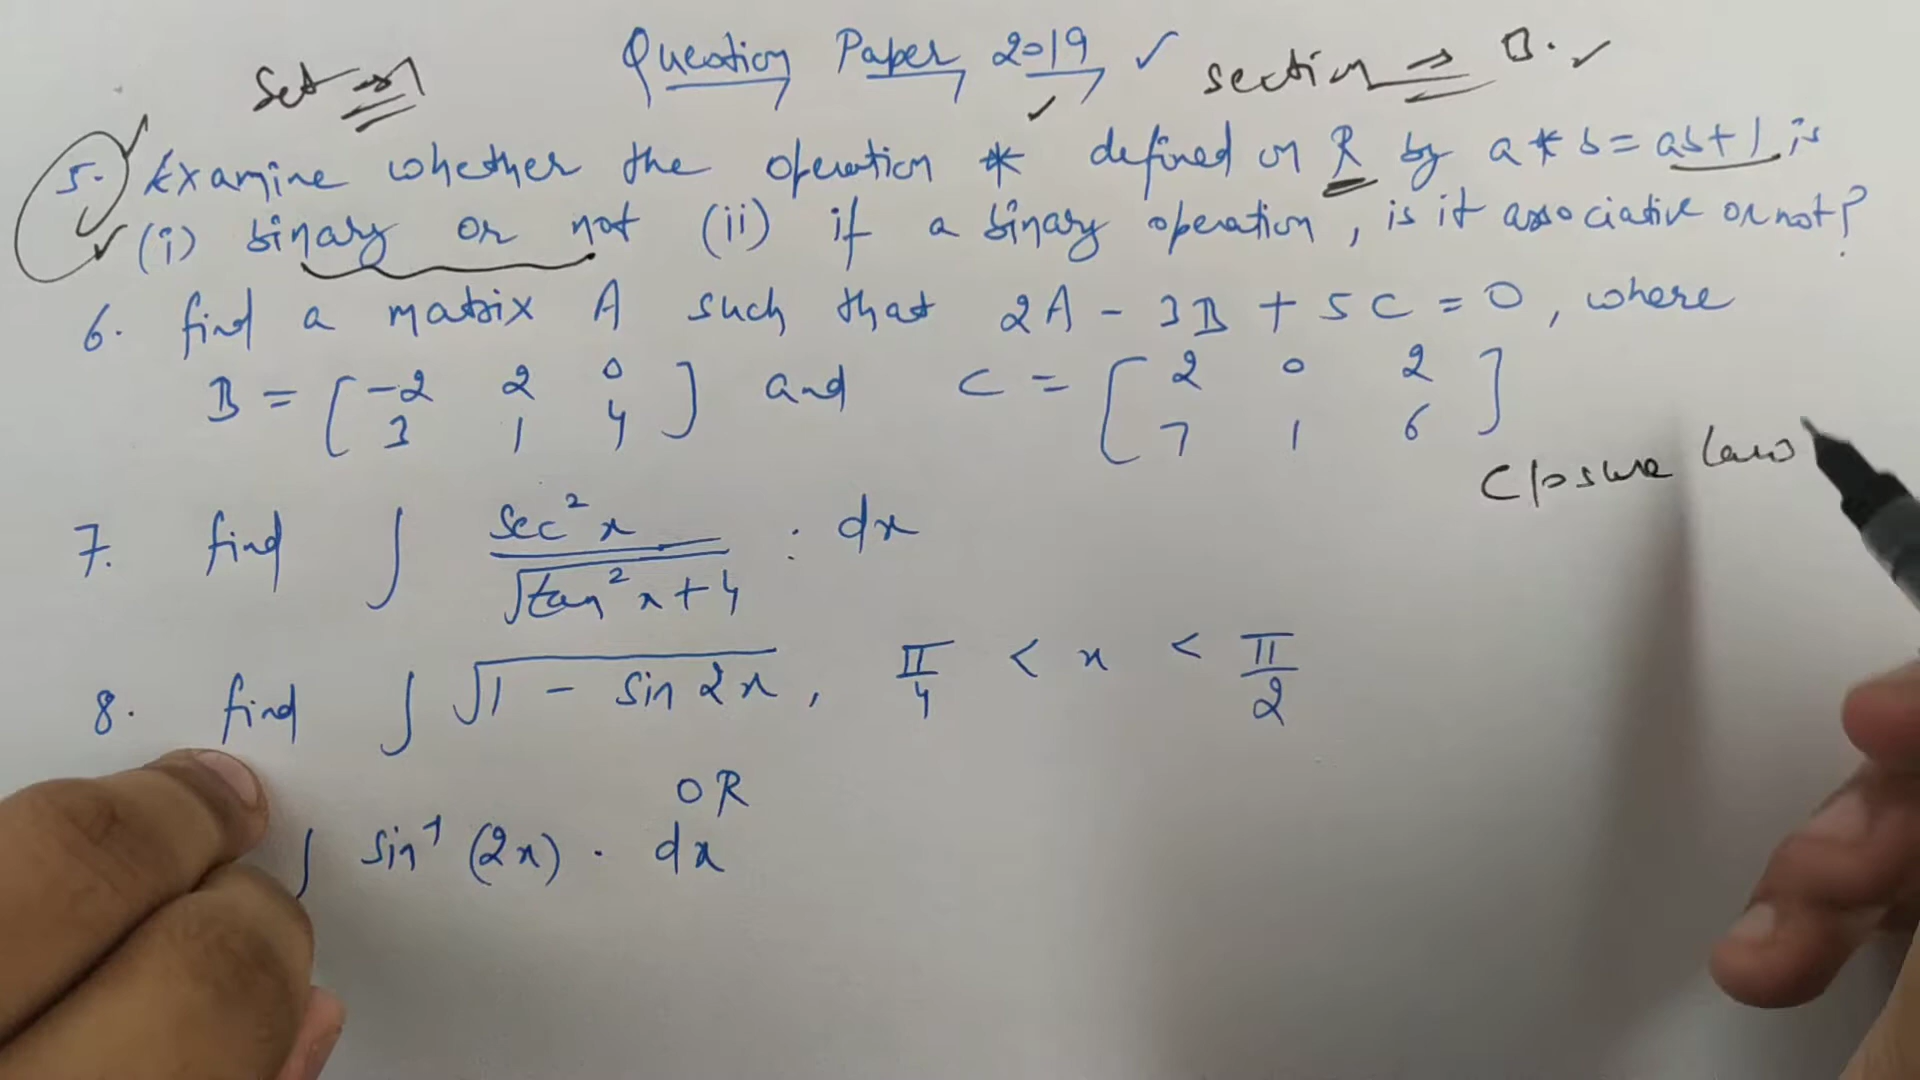 Set ⇒ 1 Question Paper 2019 ✓ section ⇒ B. ✓
5. Examine whether the operation * defined on R by a * b = ab + 1 is
(i) binary or not (ii) if a binary operation, is it associative or not?
6. find a matrix A such that 2A - 3B + 5C = 0, where
B = [ -2 2 0 ] and C = [ 2 0 2 ]
3 1 4 7 1 6
Closure law
7. find ∫ sec² x / √tan² x + 4 : dx
8. find ∫ √1 - sin 2x , π/4 < x < π/2
OR
∫ sin⁻¹ (2x) . dx